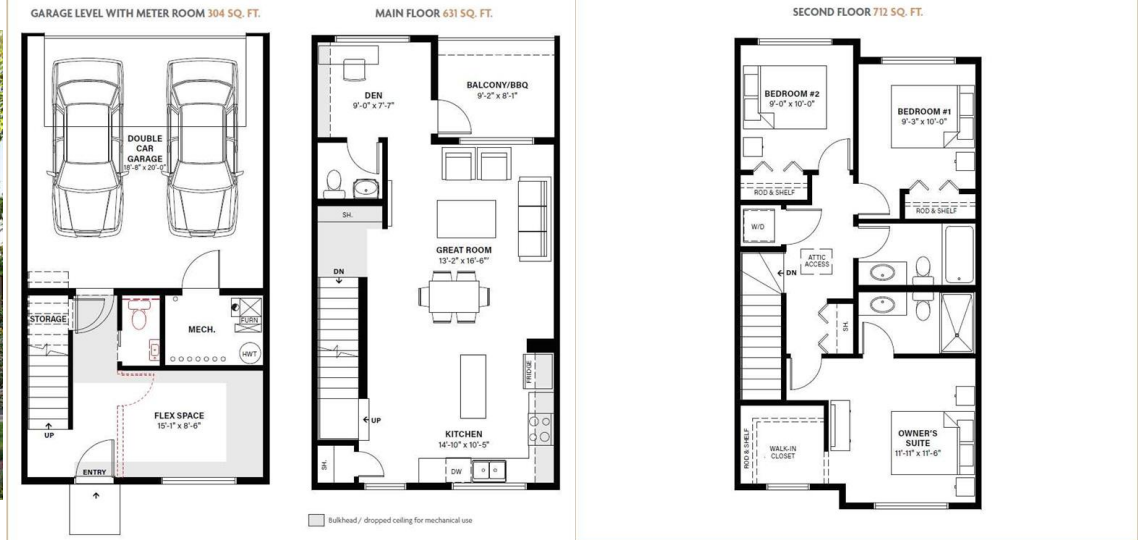 GARAGE LEVEL WITH METER ROOM 304 SQ. FT.
DOUBLE
CAR
GARAGE
18'-8" x 20'-0"
STORAGE
MECH.
FURN
HWT
FLEX SPACE
15'-1" x 8'-6"
UP
ENTRY
MAIN FLOOR 631 SQ. FT.
DEN
9'-0" x 7'-7"
BALCONY/BBQ
9'-2" x 8'-1"
SH.
DN
GREAT ROOM
13'-2" x 16'-6"
FRIDGE
UP
KITCHEN
14'-10" x 10'-5"
SH.
DW
Bulkhead / dropped ceiling for mechanical use
SECOND FLOOR 712 SQ. FT.
BEDROOM #2
9'-0" x 10'-0"
BEDROOM #1
9'-3" x 10'-0"
ROD & SHELF
ROD & SHELF
W/D
ATTIC
ACCESS
DN
SH.
ROD & SHELF
WALK-IN
CLOSET
OWNER'S
SUITE
11'-11" x 11'-6"